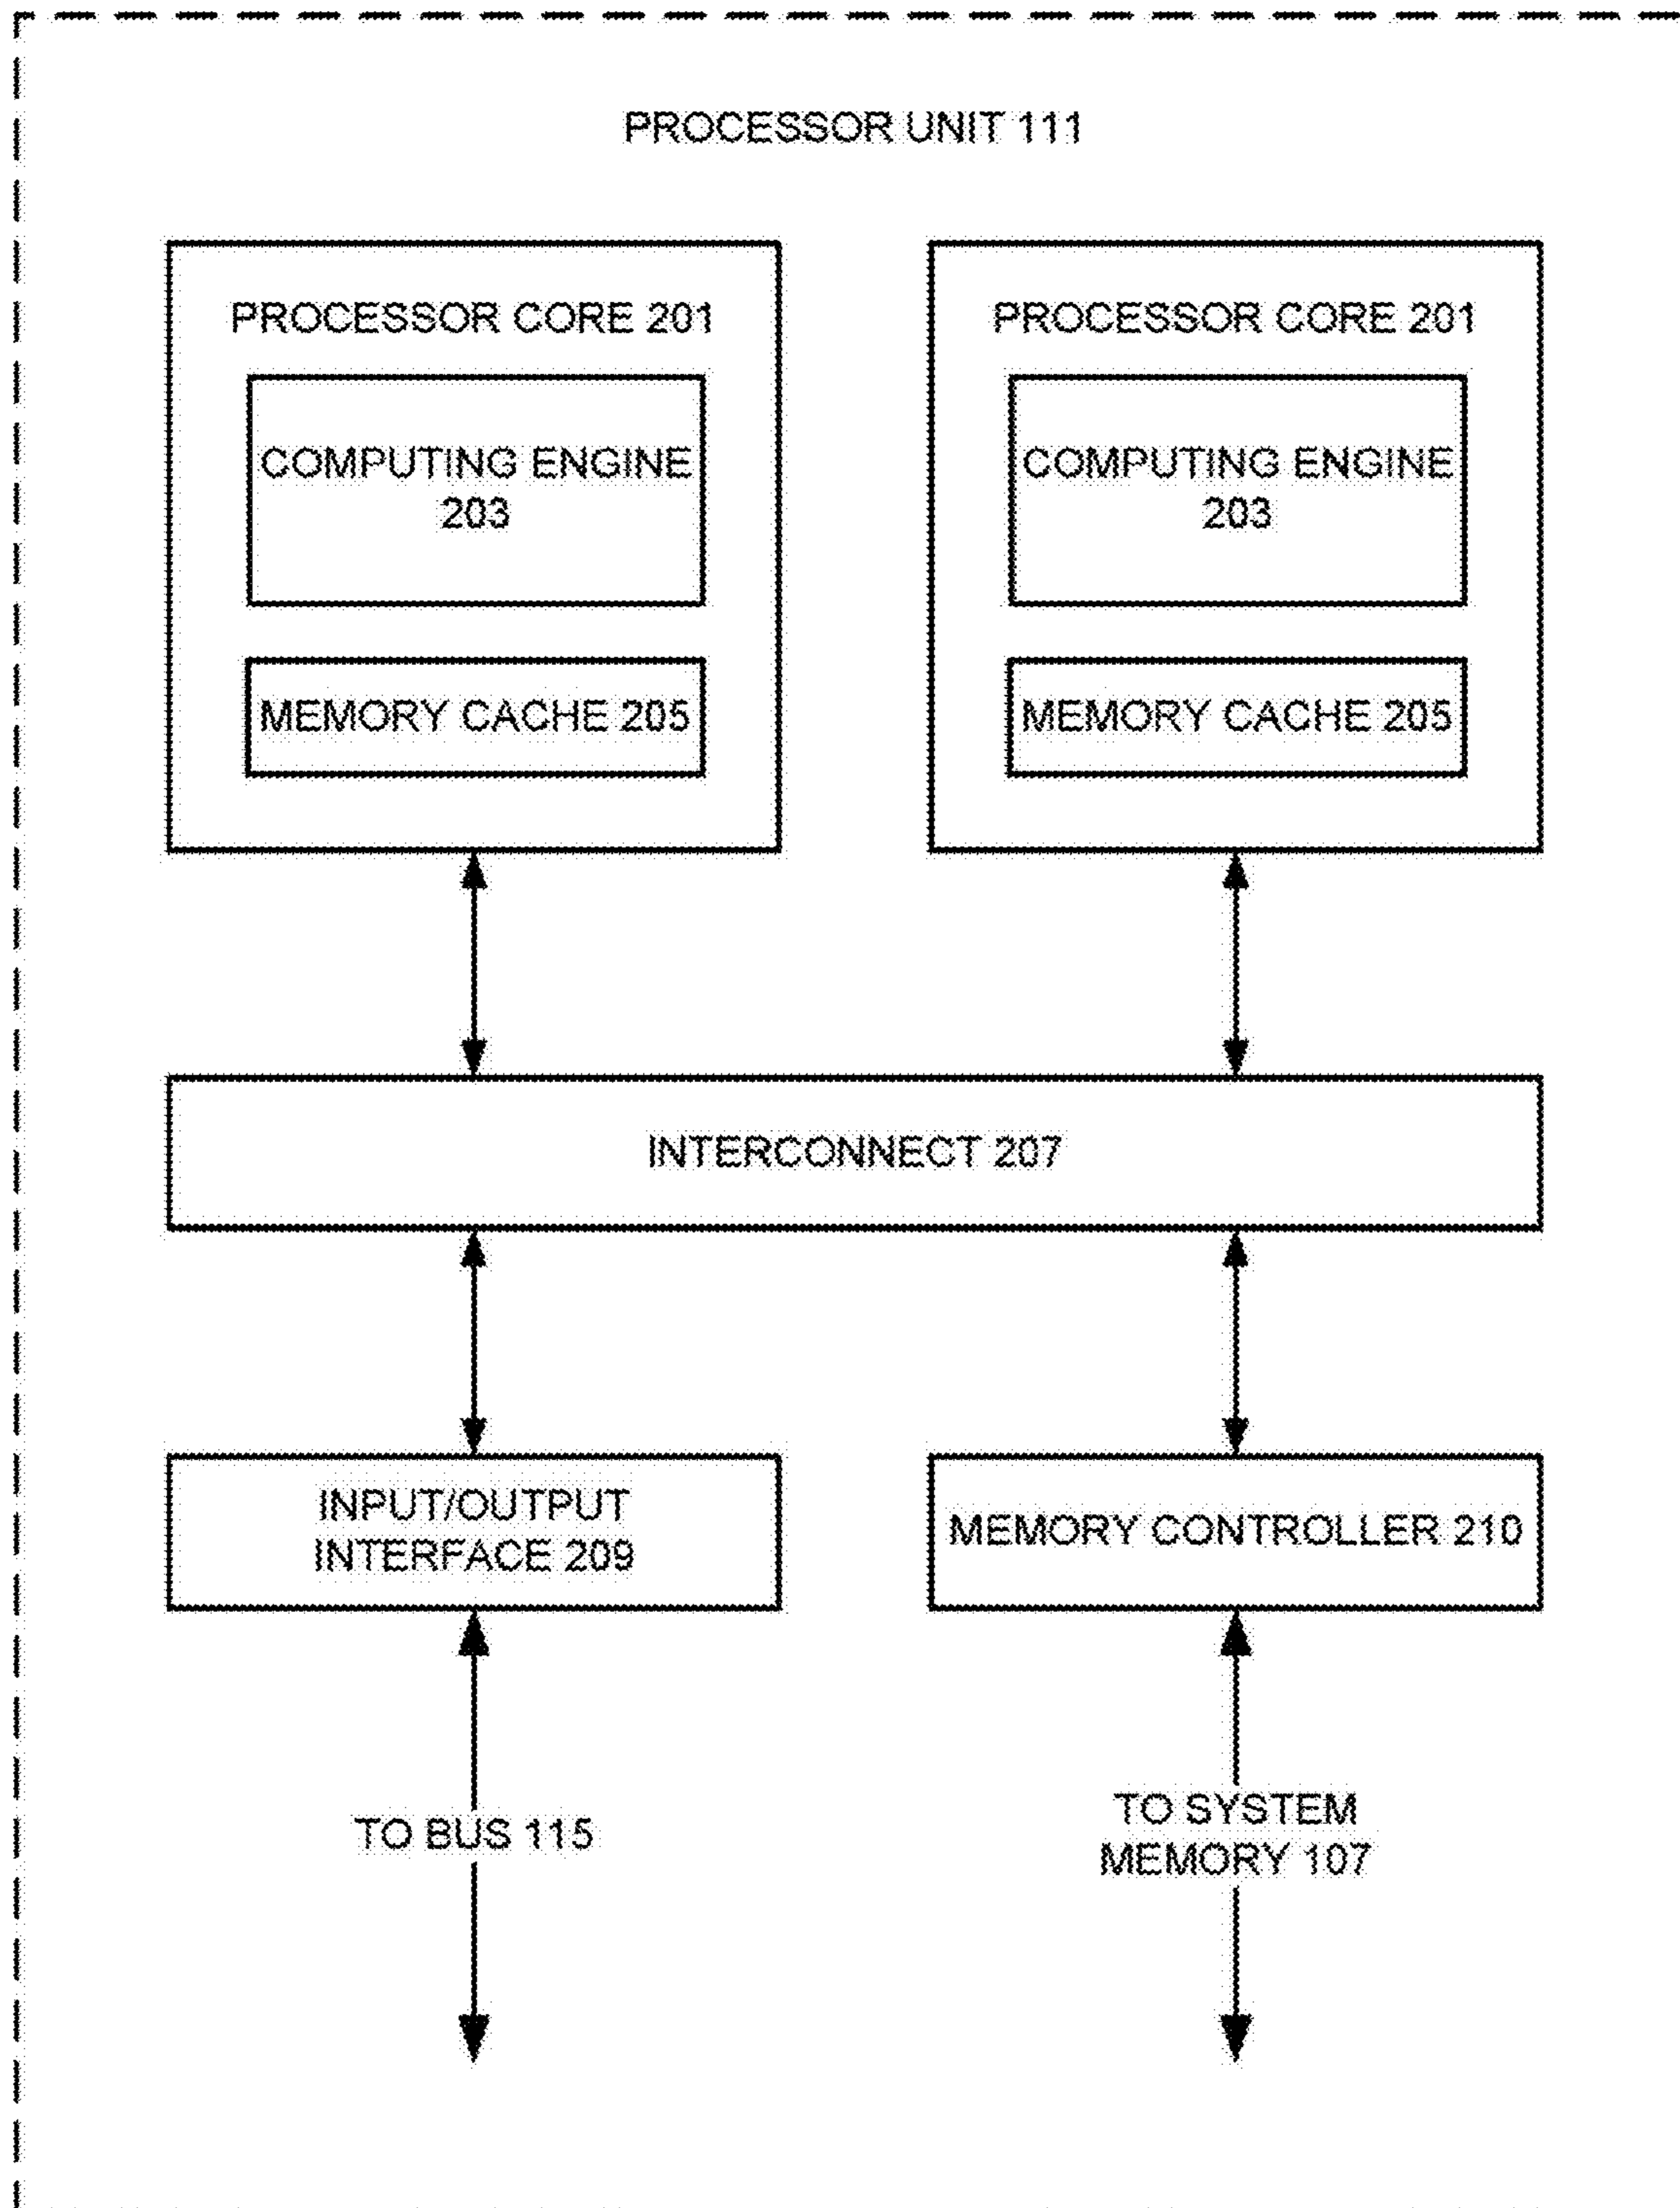 PROCESSOR UNIT 111
PROCESSOR CORE 201
COMPUTING ENGINE
203
MEMORY CACHE 205
PROCESSOR CORE 201
COMPUTING ENGINE
203
MEMORY CACHE 205
INTERCONNECT 207
INPUT/OUTPUT
INTERFACE 209
MEMORY CONTROLLER 210
TO BUS 115
TO SYSTEM
MEMORY 107